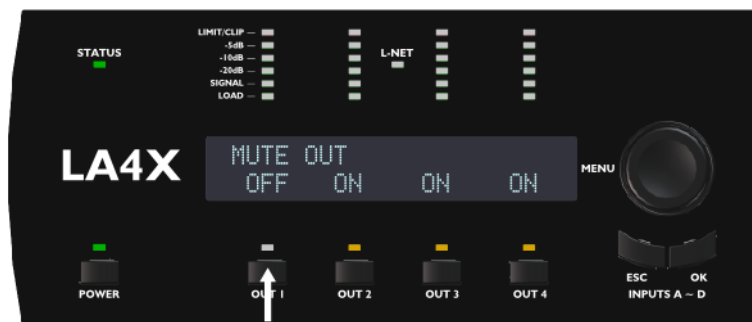 STATUS
LIMIT/CLIP
-5dB
-10dB
-20dB
SIGNAL
LOAD
L-NET
LA4X
MUTE OUT
OFF ON ON ON
MENU
POWER
OUT 1 OUT 2 OUT 3 OUT 4
ESC OK
INPUTS A ~ D